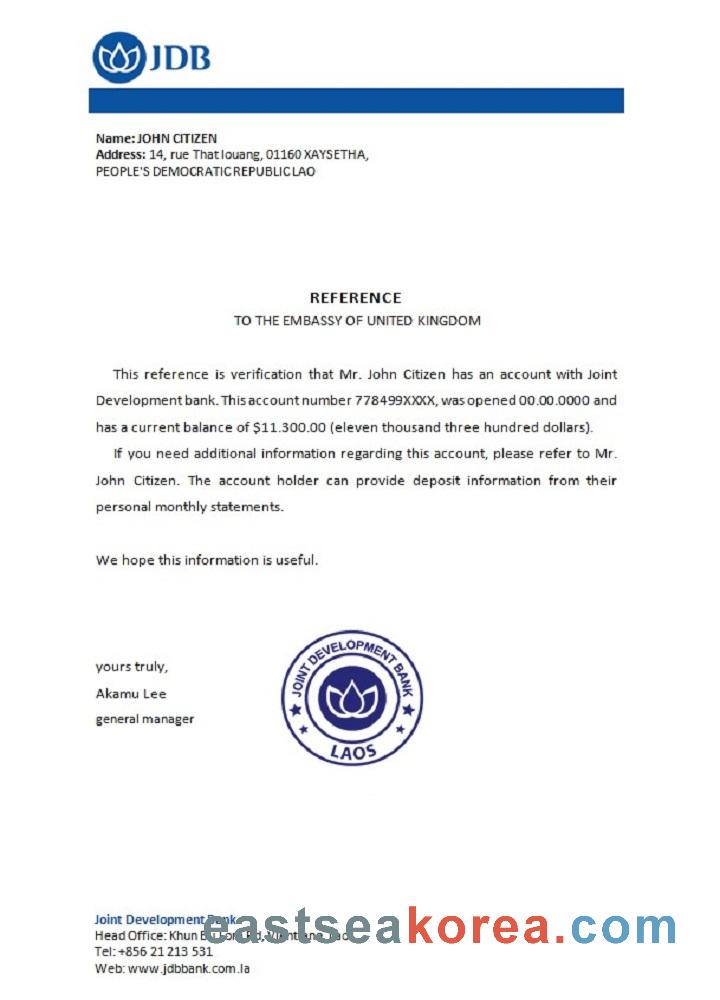 JDB
Name: JOHN CITIZEN
Address: 14, rue That louang, 01160 XAYSETHA,
PEOPLE'S DEMOCRATIC REPUBLIC LAO
REFERENCE
TO THE EMBASSY OF UNITED KINGDOM
This reference is verification that Mr. John Citizen has an account with Joint
Development bank. This account number 778499XXXX, was opened 00.00.0000 and
has a current balance of $11.300.00 (eleven thousand three hundred dollars).
If you need additional information regarding this account, please refer to Mr.
John Citizen. The account holder can provide deposit information from their
personal monthly statements.
We hope this information is useful.
yours truly,
Akamu Lee
general manager
JOINT DEVELOPMENT BANK
LAOS
Joint Development Bank
eastseakorea.com
Head Office: Khun
Tel: +856 21 213 531
Web: www.jdbbank.com.la